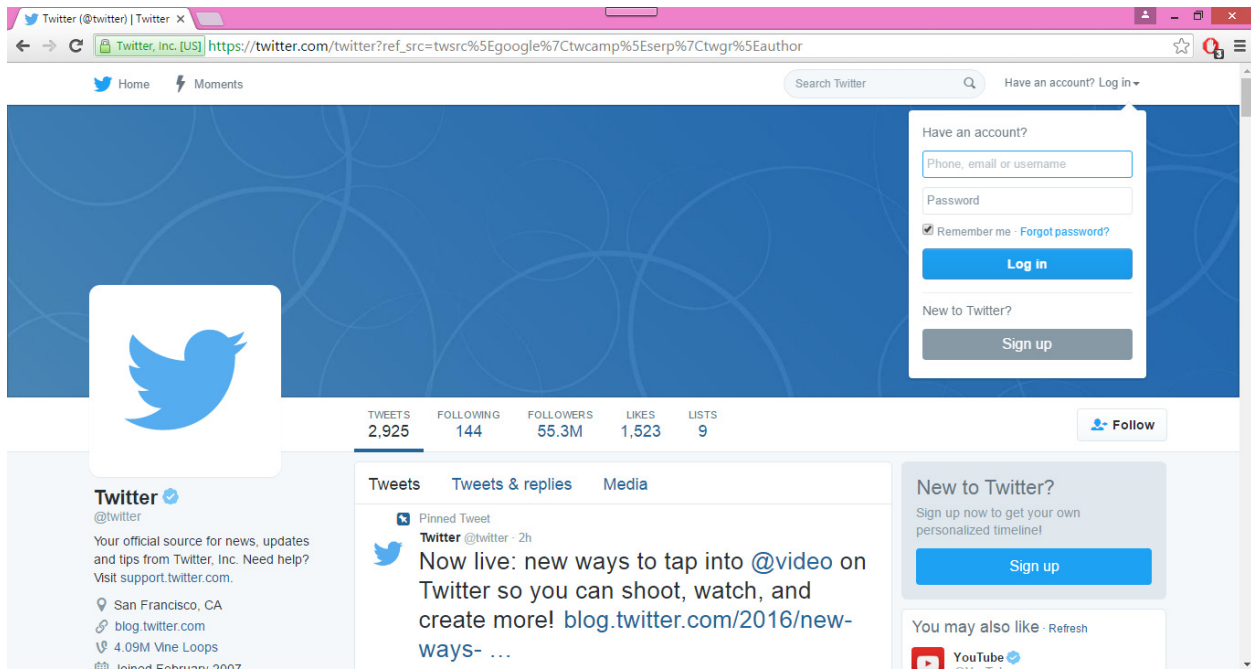 Twitter (@twitter) | Twitter
Twitter, Inc. [US] https://twitter.com/twitter?ref_src=twsrc%5Egoogle%7Ctwcamp%5Eserp%7Ctwgr%5Eauthor
3
Home Moments
Search Twitter
Have an account? Log in
Have an account?
Phone, email or username
Password
Remember me · Forgot password?
Log in
New to Twitter?
Sign up
TWEETS FOLLOWING FOLLOWERS LIKES LISTS
2,925 144 55.3M 1,523 9
Follow
Twitter
@twitter
Your official source for news, updates
and tips from Twitter, Inc. Need help?
Visit support.twitter.com.
San Francisco, CA
blog.twitter.com
4.09M Vine Loops
Joined February 2007
Tweets Tweets & replies Media
Pinned Tweet
Twitter @twitter · 2h
Now live: new ways to tap into @video on
Twitter so you can shoot, watch, and
create more! blog.twitter.com/2016/new-
ways- …
New to Twitter?
Sign up now to get your own
personalized timeline!
Sign up
You may also like · Refresh
YouTube